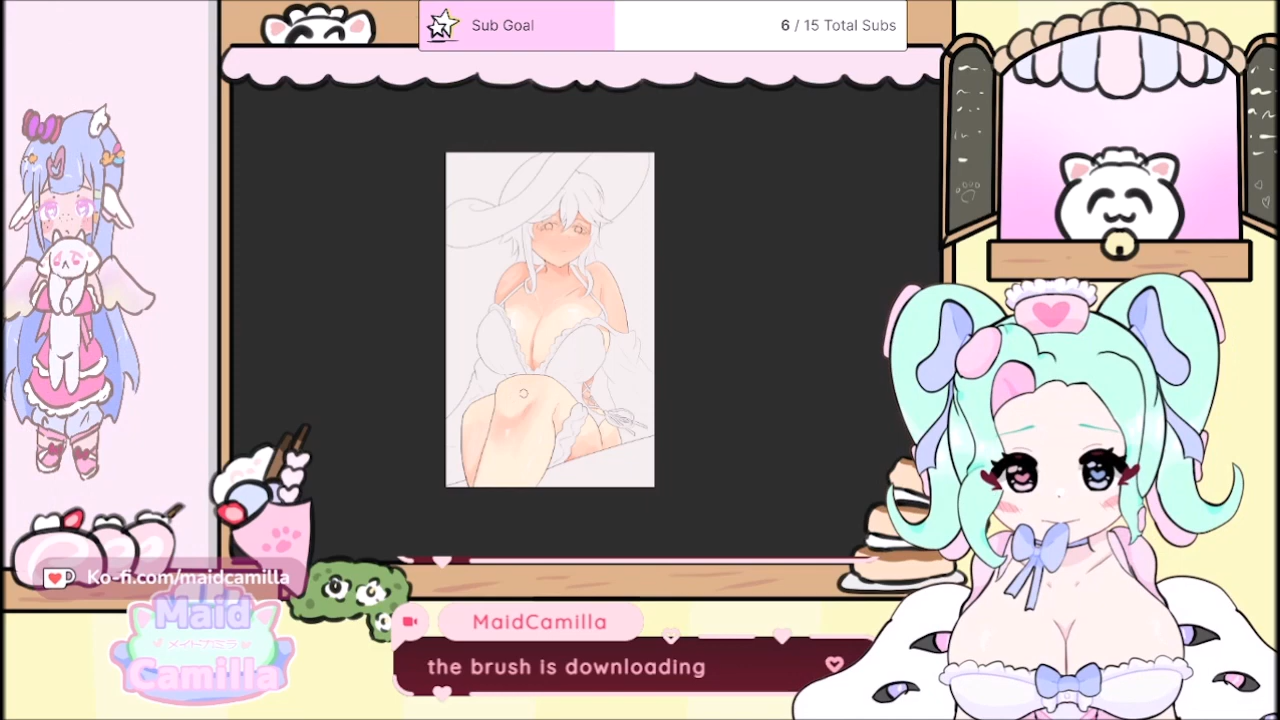 Sub Goal
6 / 15 Total Subs
Ko-fi.com/maidcamilla
Maid
メイドカミラ
Camilla
MaidCamilla
the brush is downloading